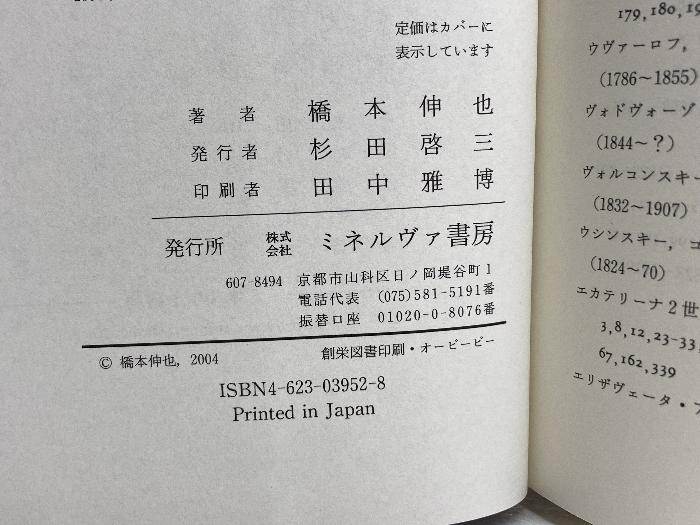 定価はカバーに
表示しています
著者 橋本伸也
発行者 杉田啓三
印刷者 田中雅博
発行所 株式会社 ミネルヴァ書房
607-8494 京都市山科区日ノ岡堤谷町1
電話代表 (075)581-5191番
振替口座 01020-0-8076番
© 橋本伸也, 2004 創栄図書印刷・オービービー
ISBN4-623-03952-8
Printed in Japan
179, 180, 19
ウヴァーロフ,
(1786〜1855)
ヴォドヴォーゾ
(1844〜?)
ヴォルコンスキー
(1832〜1907)
ウシンスキー, コ
(1824〜70)
エカテリーナ2世
3, 8, 12, 23-33,
67, 162, 339
エリザヴェータ・